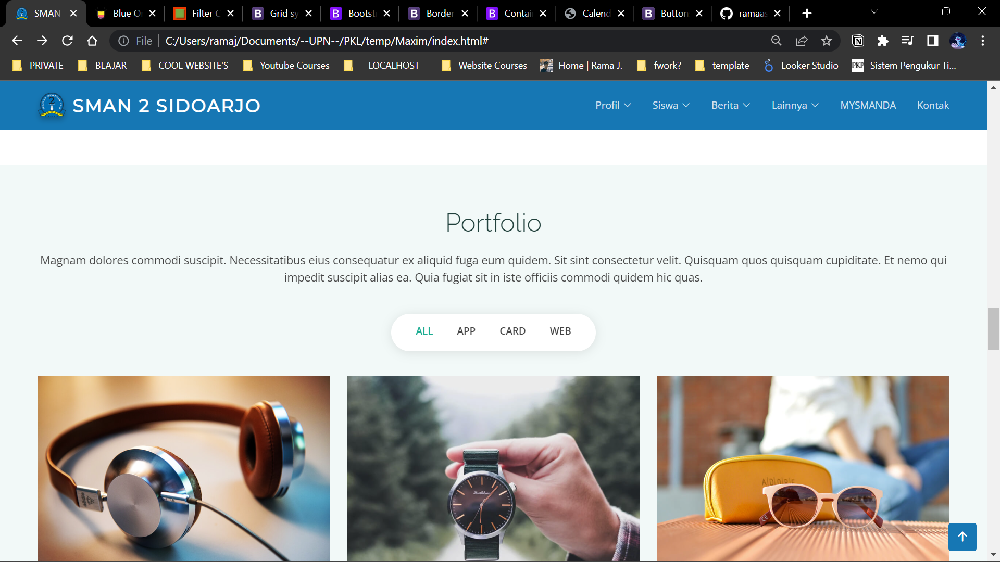 SMAN
Blue O
Filter C
Grid sy
Bootst
Border
Contai
Calend
Button
ramaas
File
C:/Users/ramaj/Documents/--UPN--/PKL/temp/Maxim/index.html#
PRIVATE
BLAJAR
COOL WEBSITE'S
Youtube Courses
--LOCALHOST--
Website Courses
Home | Rama J.
fwork?
template
Looker Studio
PKP
Sistem Pengukur Ti...
SMAN 2 SIDOARJO
Profil
Siswa
Berita
Lainnya
MYSMANDA
Kontak
Portfolio
Magnam dolores commodi suscipit. Necessitatibus eius consequatur ex aliquid fuga eum quidem. Sit sint consectetur velit. Quisquam quos quisquam cupiditate. Et nemo qui
impedit suscipit alias ea. Quia fugiat sit in iste officiis commodi quidem hic quas.
ALL
APP
CARD
WEB
A|D|O|R|E
CE